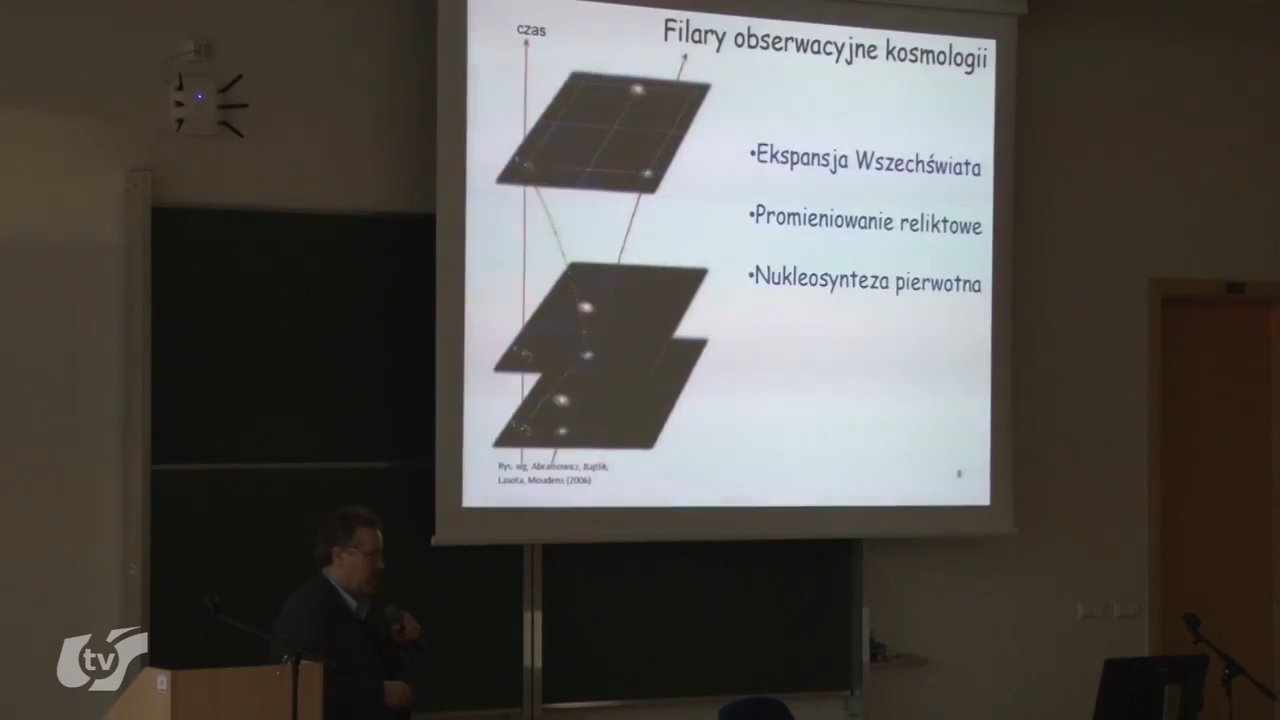 czas
Filary obserwacyjne kosmologii
•Ekspansja Wszechświata
•Promieniowanie reliktowe
•Nukleosynteza pierwotna
Rys. wg. Abramowicz, Bajtlik,
Lasota, Moudens (2006)
8
tv